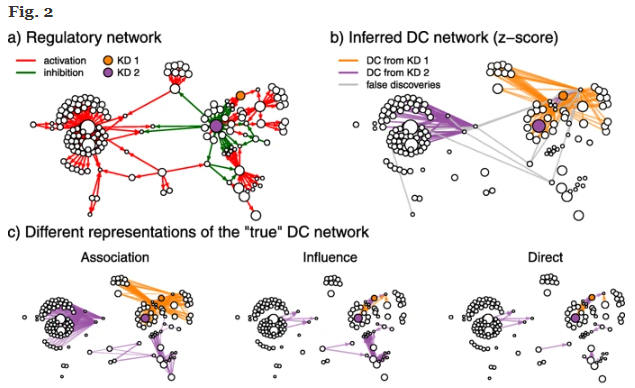 Fig. 2
a) Regulatory network
activation
inhibition
KD 1
KD 2
b) Inferred DC network (z-score)
DC from KD 1
DC from KD 2
false discoveries
c) Different representations of the "true" DC network
Association
Influence
Direct